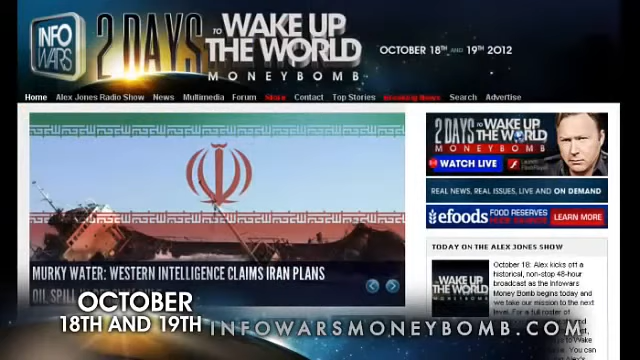 INFO
WARS
2 DAYS TO WAKE UP
THE WORLD
MONEYBOMB
OCTOBER 18TH AND 19TH 2012
Home Alex Jones Radio Show News Multimedia Forum Store Contact Top Stories Breaking News Search Advertise
2 DAYS TO WAKE UP
THE WORLD
MONEYBOMB
WATCH LIVE
REAL NEWS, REAL ISSUES, LIVE AND ON DEMAND
efoods FOOD RESERVES LEARN MORE
MURKY WATER: WESTERN INTELLIGENCE CLAIMS IRAN PLANS
OIL SPILL
TODAY ON THE ALEX JONES SHOW
WAKE UP
THE WORLD
October 18: Alex kicks off a
historical, non-stop 48-hour
broadcast as the Infowars
Money Bomb begins today and
we take our mission to the next
level. For a full roster of
OCTOBER
18TH AND 19TH
INFOWARSMONEYBOMB.COM